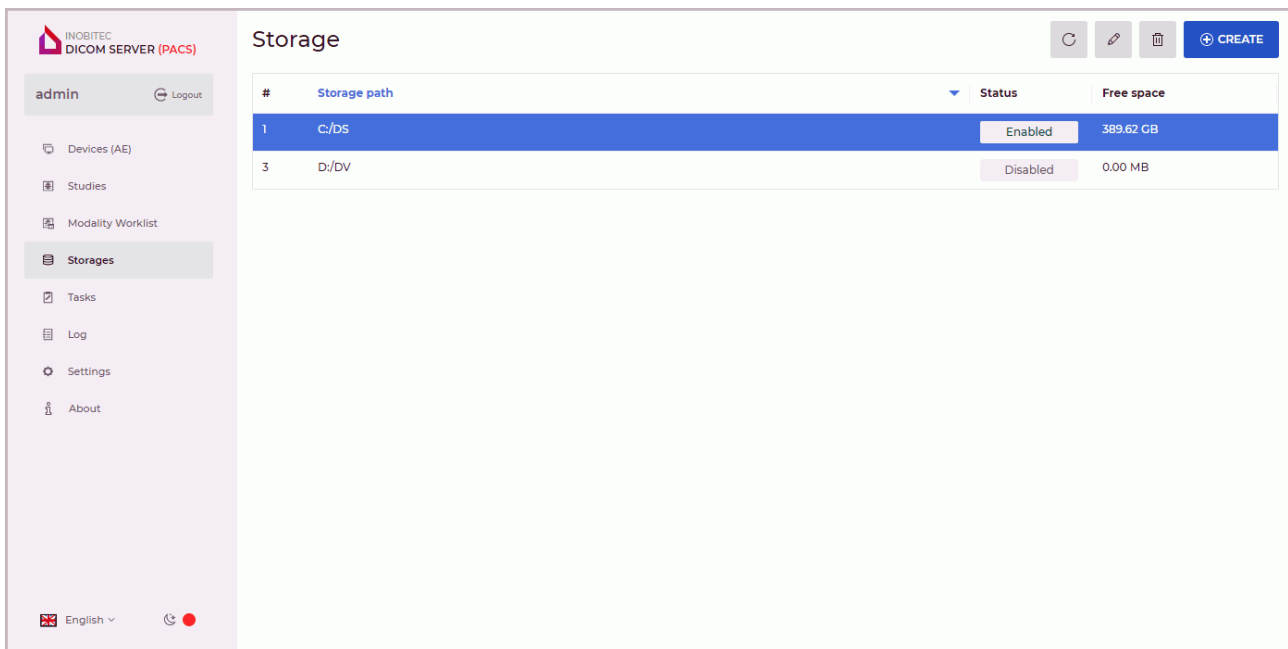 INOBITEC
DICOM SERVER (PACS)
admin
Logout
Devices (AE)
Studies
Modality Worklist
Storages
Tasks
Log
Settings
About
English
Storage
CREATE
# Storage path Status Free space
1 C:/DS Enabled 389.62 GB
3 D:/DV Disabled 0.00 MB